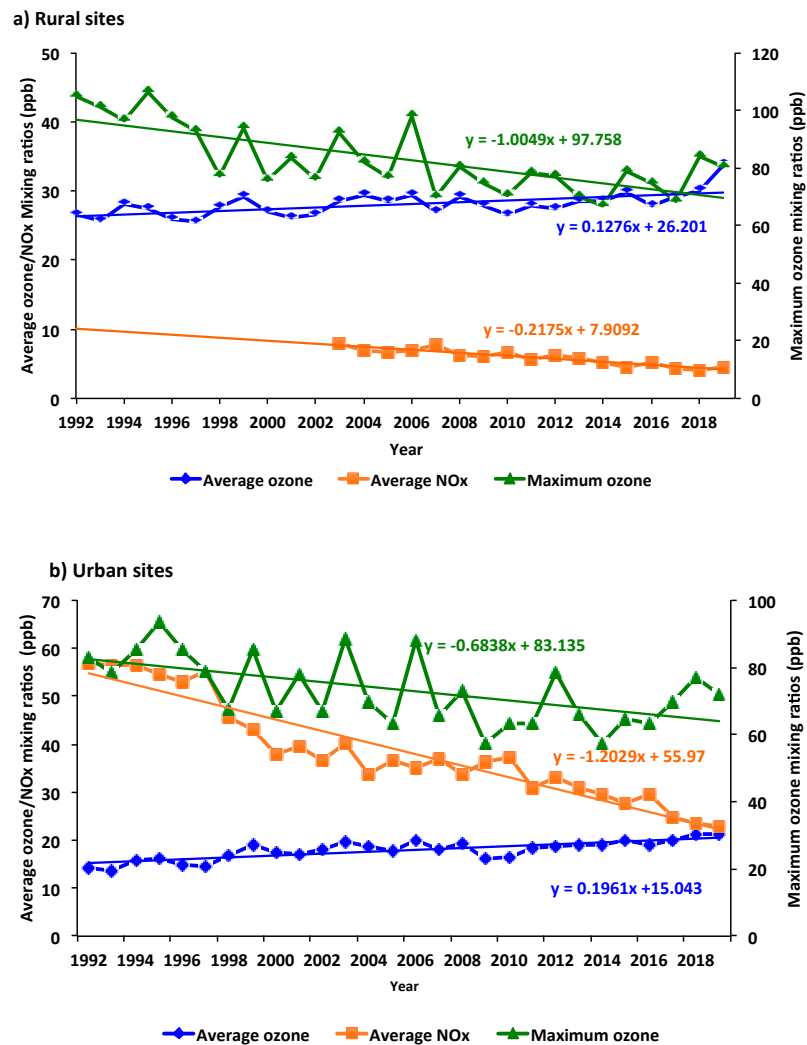 a) Rural sites
Average ozone/NOx Mixing ratios (ppb)
Maximum ozone mixing ratios (ppb)
50
40
30
20
10
0
120
100
80
60
40
20
0
y = -1.0049x + 97.758
y = 0.1276x + 26.201
y = -0.2175x + 7.9092
1992 1994 1996 1998 2000 2002 2004 2006 2008 2010 2012 2014 2016 2018
Year
Average ozone Average NOx Maximum ozone
b) Urban sites
Average ozone/NOx mixing ratios (ppb)
Maximum ozone mixing ratios (ppb)
70
60
50
40
30
20
10
0
100
80
60
40
20
0
y = -0.6838x + 83.135
y = -1.2029x + 55.97
y = 0.1961x +15.043
1992 1994 1996 1998 2000 2002 2004 2006 2008 2010 2012 2014 2016 2018
Year
Average ozone Average NOx Maximum ozone